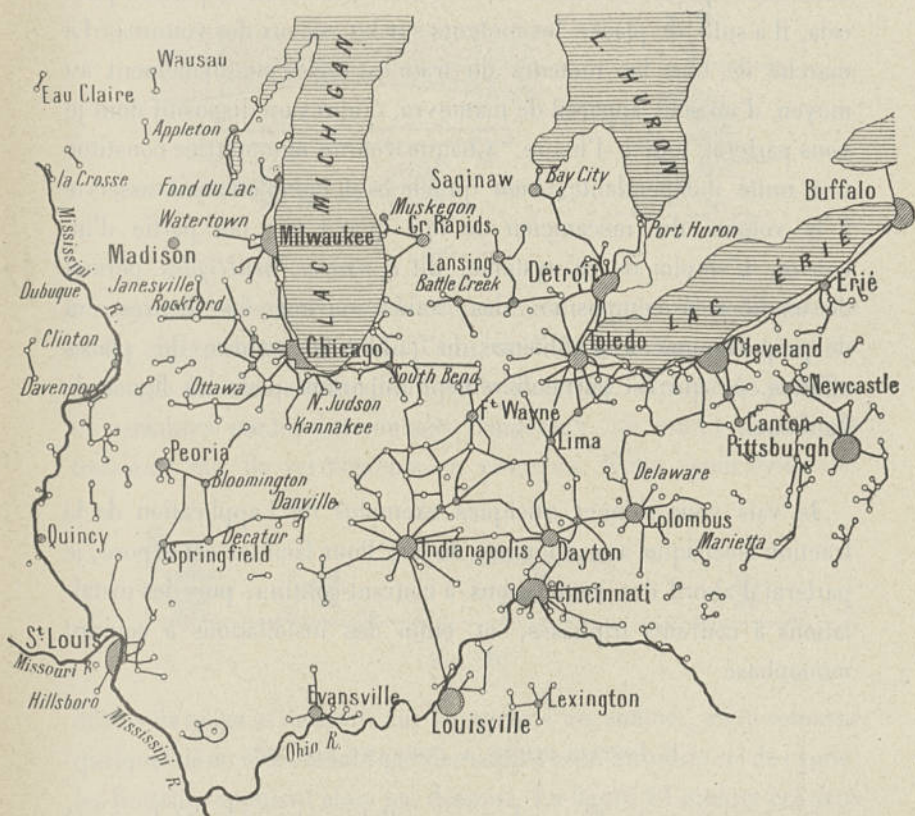 Wausau
Eau Claire
Appleton
la Crosse
Fond du Lac
Watertown
Mississipi R.
Madison
Milwaukee
LAC MICHIGAN
Muskegon
Gr. Rapids
L. HURON
Saginaw
Bay City
Port Huron
Buffalo
Lansing
Battle Creek
Détroit
LAC ÉRIÉ
Érié
Janesville
Rockford
Dubuque
Clinton
Davenport
Chicago
Ottawa
N. Judson
Kannakee
South Bend
Toledo
Cleveland
Newcastle
Canton
Pittsburgh
Ft Wayne
Lima
Peoria
Bloomington
Danville
Delaware
Colombus
Marietta
Quincy
Decatur
Springfield
Indianapolis
Dayton
Cincinnati
St Louis
Missouri R.
Hillsboro
Mississipi R.
Evansville
Ohio R.
Louisville
Lexington